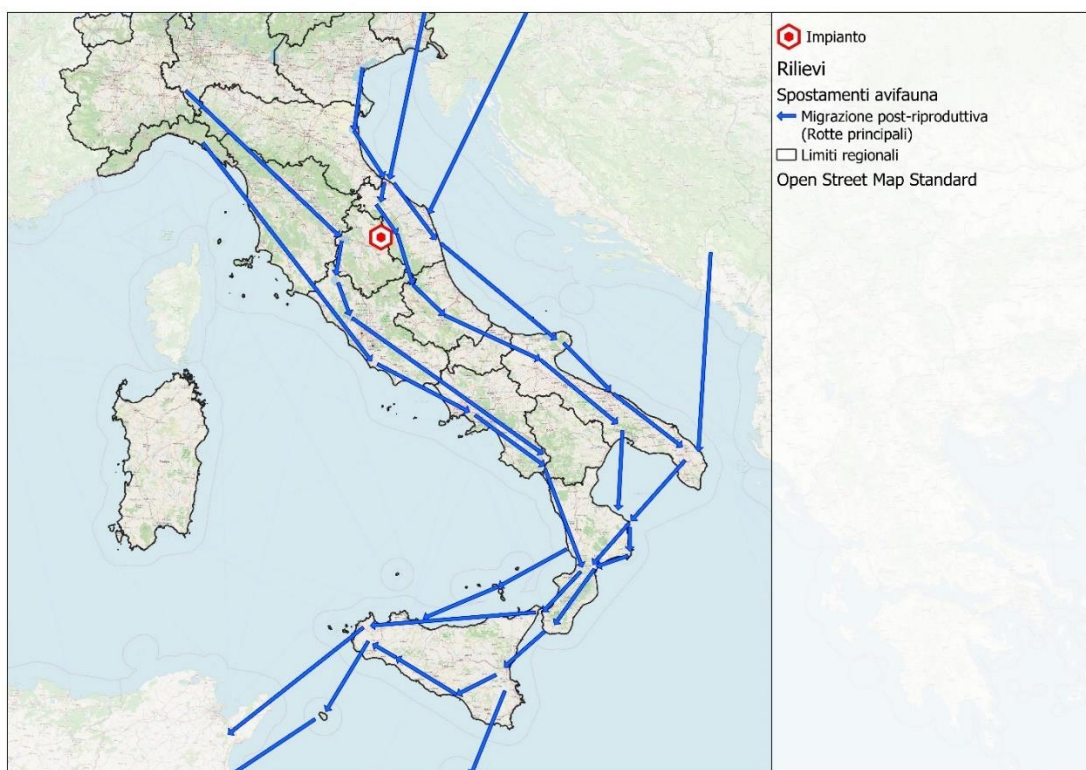 Impianto
Rilievi
Spostamenti avifauna
Migrazione post-riproduttiva
(Rotte principali)
Limiti regionali
Open Street Map Standard